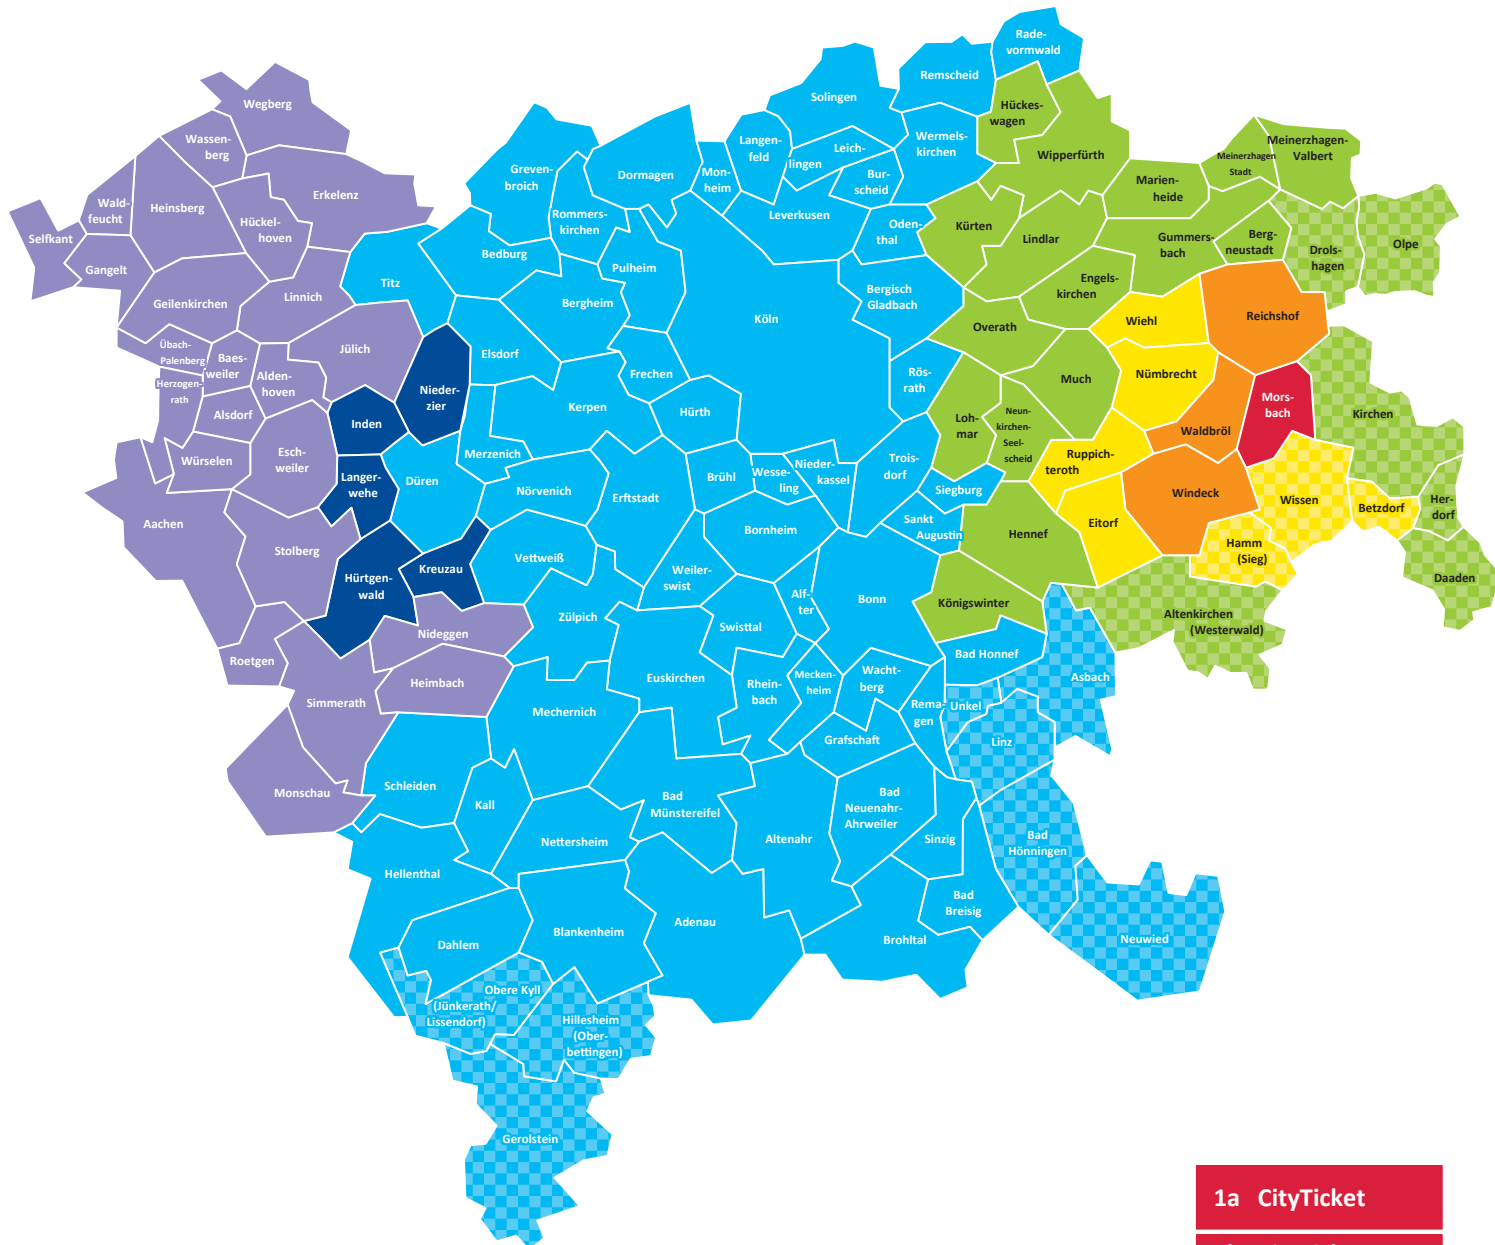 Rade-
vormwald
Remscheid
Solingen
Wegberg
Hückes-
wagen
Wassen-
berg
Langen-
feld
Leich-
lingen
Wermels-
kirchen
Wipperfürth
Meinerzhagen-
Valbert
Meinerzhagen
Stadt
Greven-
broich
Dormagen
Mon-
heim
Bur-
scheid
Marien-
heide
Erkelenz
Wald-
feucht
Heinsberg
Hückel-
hoven
Rommers-
kirchen
Leverkusen
Oden-
thal
Kürten
Lindlar
Gummers-
bach
Berg-
neustadt
Drols-
hagen
Olpe
Selfkant
Gangelt
Bedburg
Pulheim
Titz
Geilenkirchen
Linnich
Bergheim
Bergisch
Gladbach
Engels-
kirchen
Köln
Overath
Wiehl
Reichshof
Übach-
Palenberg
Baes-
weiler
Jülich
Elsdorf
Herzogen-
rath
Alden-
hoven
Nieder-
zier
Frechen
Rös-
rath
Much
Nümbrecht
Kerpen
Hürth
Mors-
bach
Kirchen
Alsdorf
Inden
Loh-
mar
Neun-
kirchen-
Seel-
scheid
Waldbröl
Würselen
Esch-
weiler
Merzenich
Ruppich-
teroth
Langer-
wehe
Düren
Nörvenich
Erftstadt
Brühl
Wesse-
ling
Nieder-
kassel
Trois-
dorf
Siegburg
Windeck
Wissen
Betzdorf
Her-
dorf
Aachen
Stolberg
Bornheim
Sankt
Augustin
Hennef
Eitorf
Hamm
(Sieg)
Vettweiß
Hürtgen-
wald
Kreuzau
Weiler-
swist
Alf-
ter
Bonn
Königswinter
Daaden
Zülpich
Swisttal
Altenkirchen
(Westerwald)
Nideggen
Roetgen
Bad Honnef
Heimbach
Euskirchen
Rhein-
bach
Mecken-
heim
Wacht-
berg
Asbach
Simmerath
Mechernich
Rema-
gen
Unkel
Grafschaft
Linz
Monschau
Schleiden
Kall
Bad
Münstereifel
Bad
Neuenahr-
Ahrweiler
Nettersheim
Altenahr
Sinzig
Bad
Hönningen
Hellenthal
Bad
Breisig
Adenau
Blankenheim
Dahlem
Brohltal
Neuwied
Obere Kyll
(Jünkerath/
Lissendorf)
Hillesheim
(Ober-
bettingen)
Gerolstein
1a CityTicket